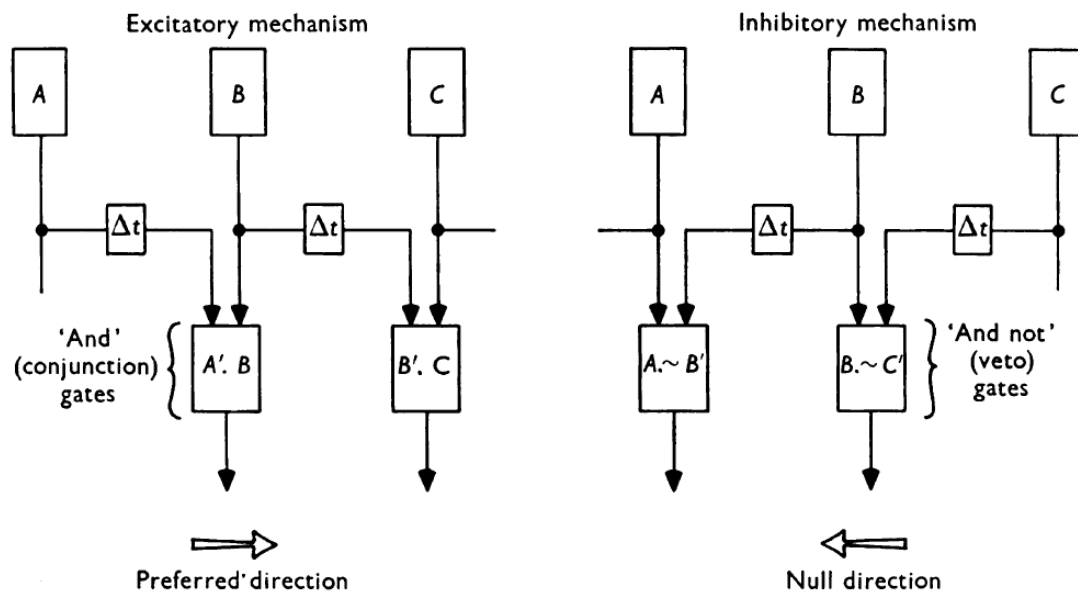 Excitatory mechanism
A
B
C
Δt
Δt
'And'
(conjunction)
gates
A′. B
B′. C
Preferred direction
Inhibitory mechanism
A
B
C
Δt
Δt
A.~ B′
B.~ C′
'And not'
(veto)
gates
Null direction